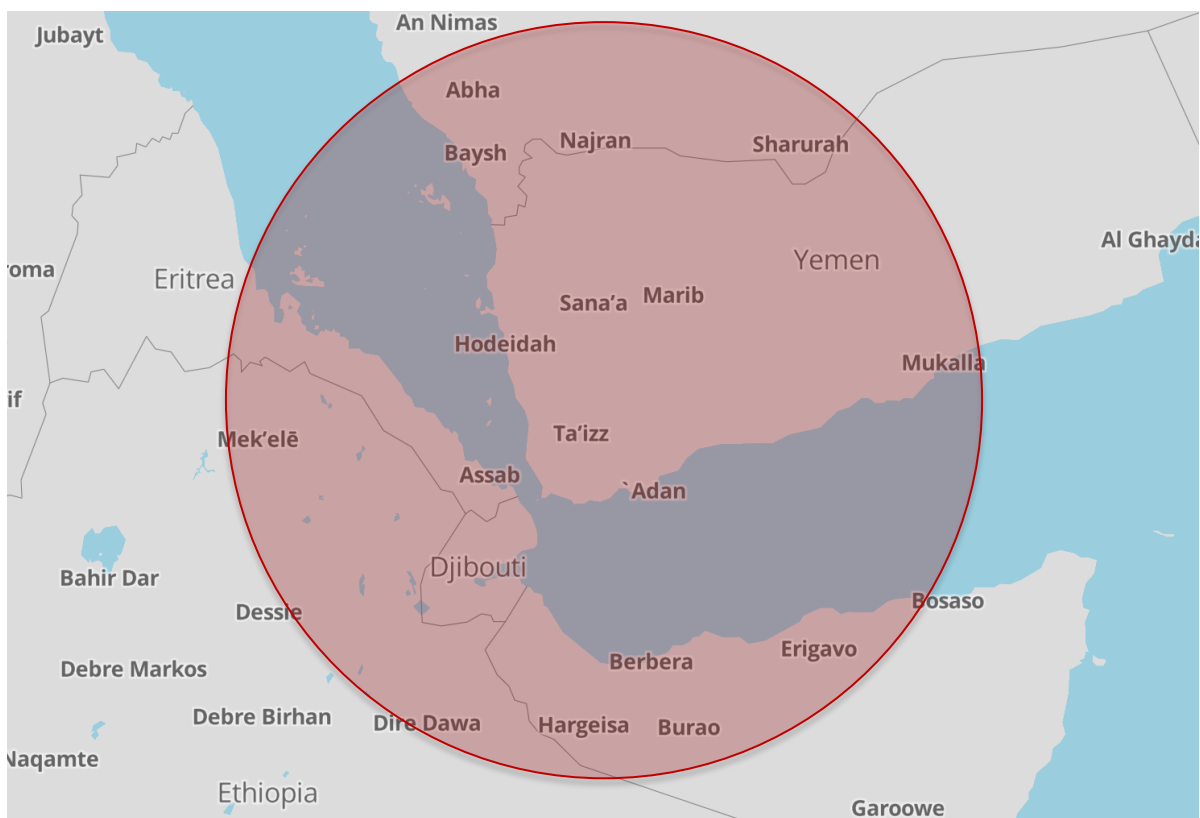 An Nimas
Jubayt
Abha
Najran
Sharurah
Baysh
Al Ghayda
Yemen
roma
Eritrea
Sana’a
Marib
Hodeidah
Mukalla
if
Ta’izz
Mek’elē
Assab
`Adan
Djibouti
Bahir Dar
Bosaso
Dessie
Erigavo
Berbera
Debre Markos
Debre Birhan
Dire Dawa
Hargeisa
Burao
Naqamte
Ethiopia
Garoowe